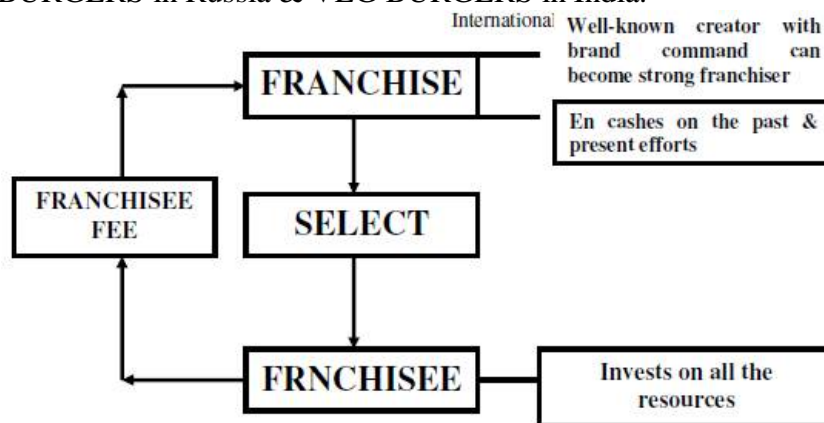 BURGERS in Russia & VEG BURGERS in India.
International
Well-known creator with
brand command can
become strong franchiser
FRANCHISE
En cashes on the past &
present efforts
FRANCHISEE
FEE
SELECT
FRNCHISEE
Invests on all the
resources